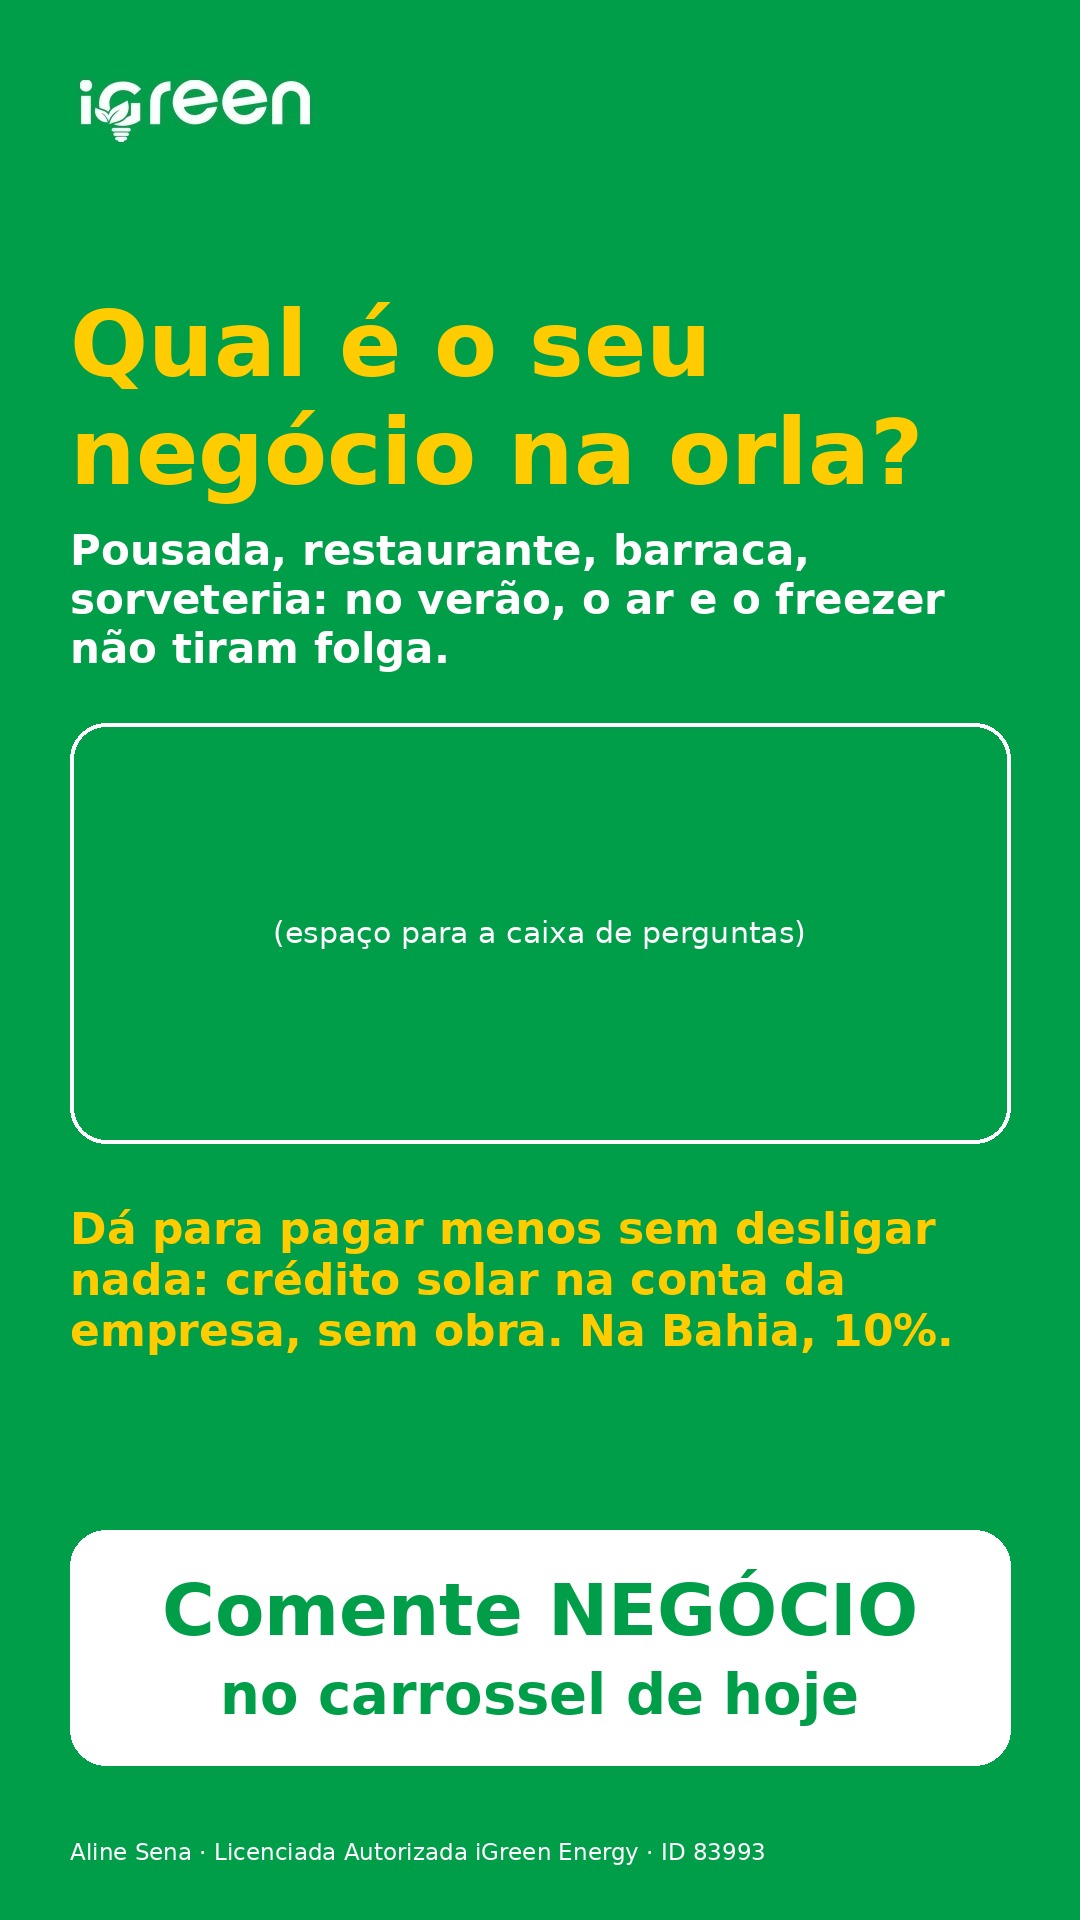 iGreen
Qual é o seu
negócio na orla?
Pousada, restaurante, barraca,
sorveteria: no verão, o ar e o freezer
não tiram folga.
(espaço para a caixa de perguntas)
Dá para pagar menos sem desligar
nada: crédito solar na conta da
empresa, sem obra. Na Bahia, 10%.
Comente NEGÓCIO
no carrossel de hoje
Aline Sena · Licenciada Autorizada iGreen Energy · ID 83993